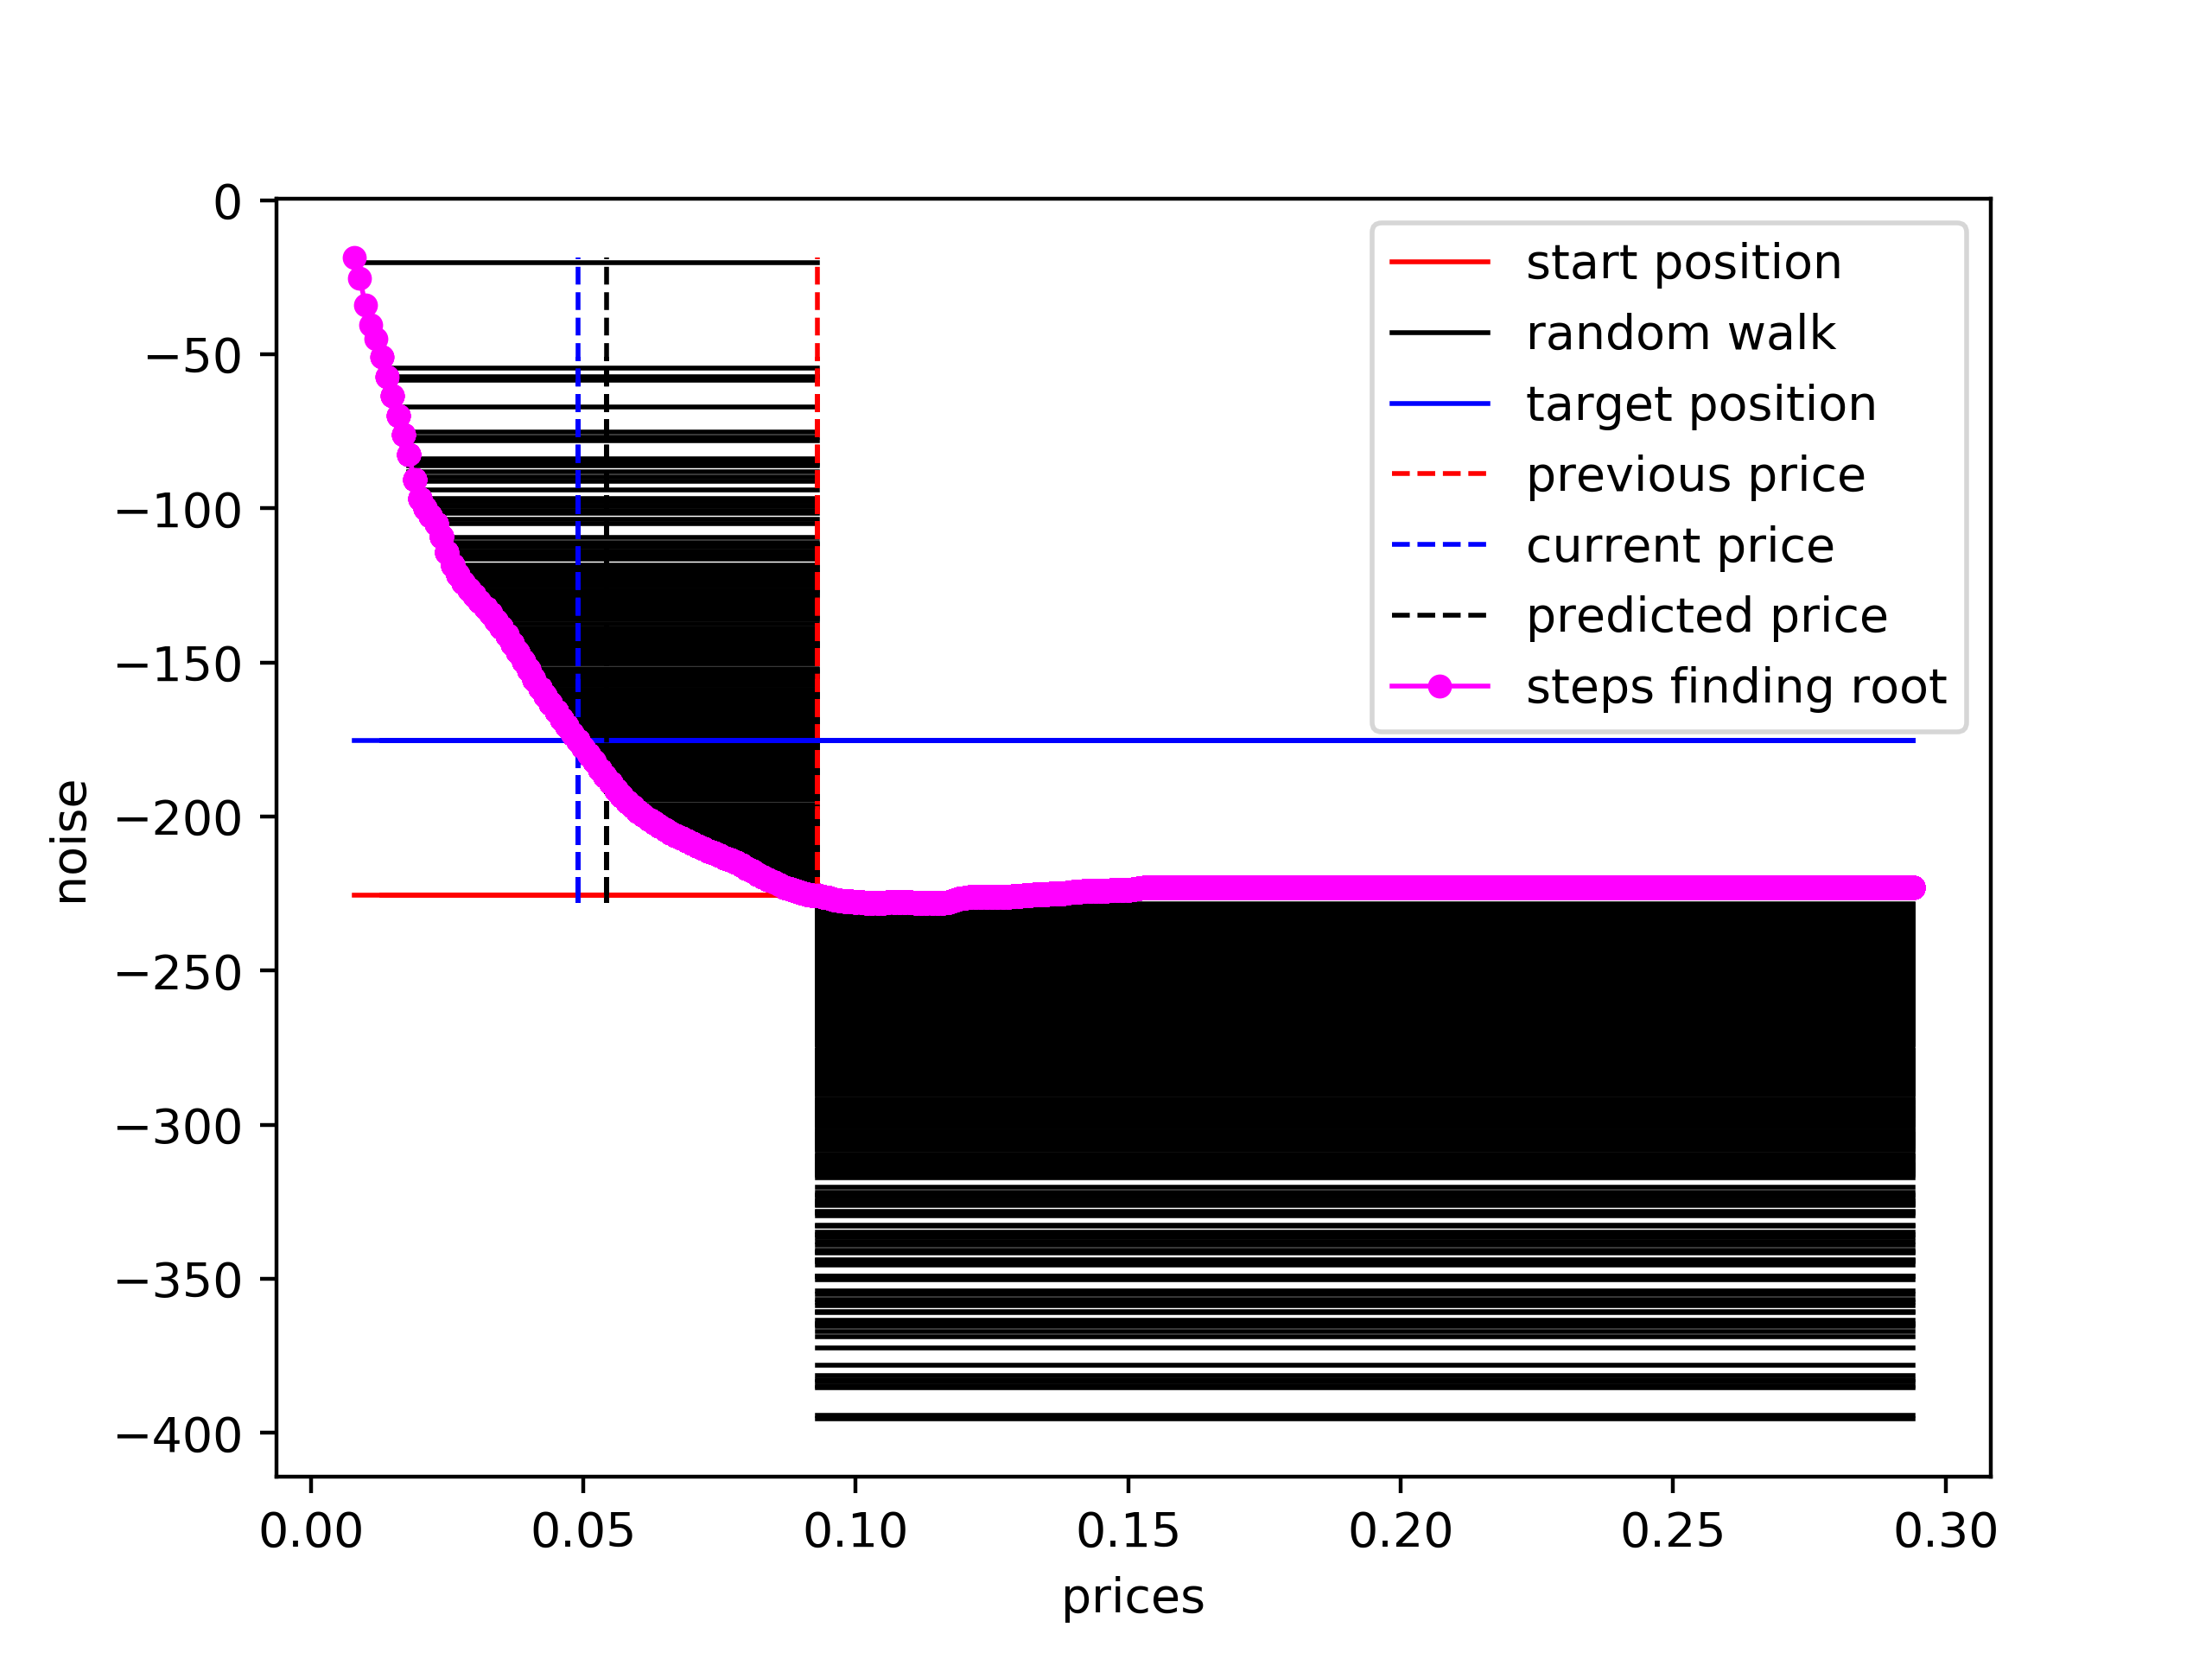 0
−50
−100
−150
−200
−250
−300
−350
−400
noise
0.00 0.05 0.10 0.15 0.20 0.25 0.30
prices
start position
random walk
target position
previous price
current price
predicted price
steps finding root